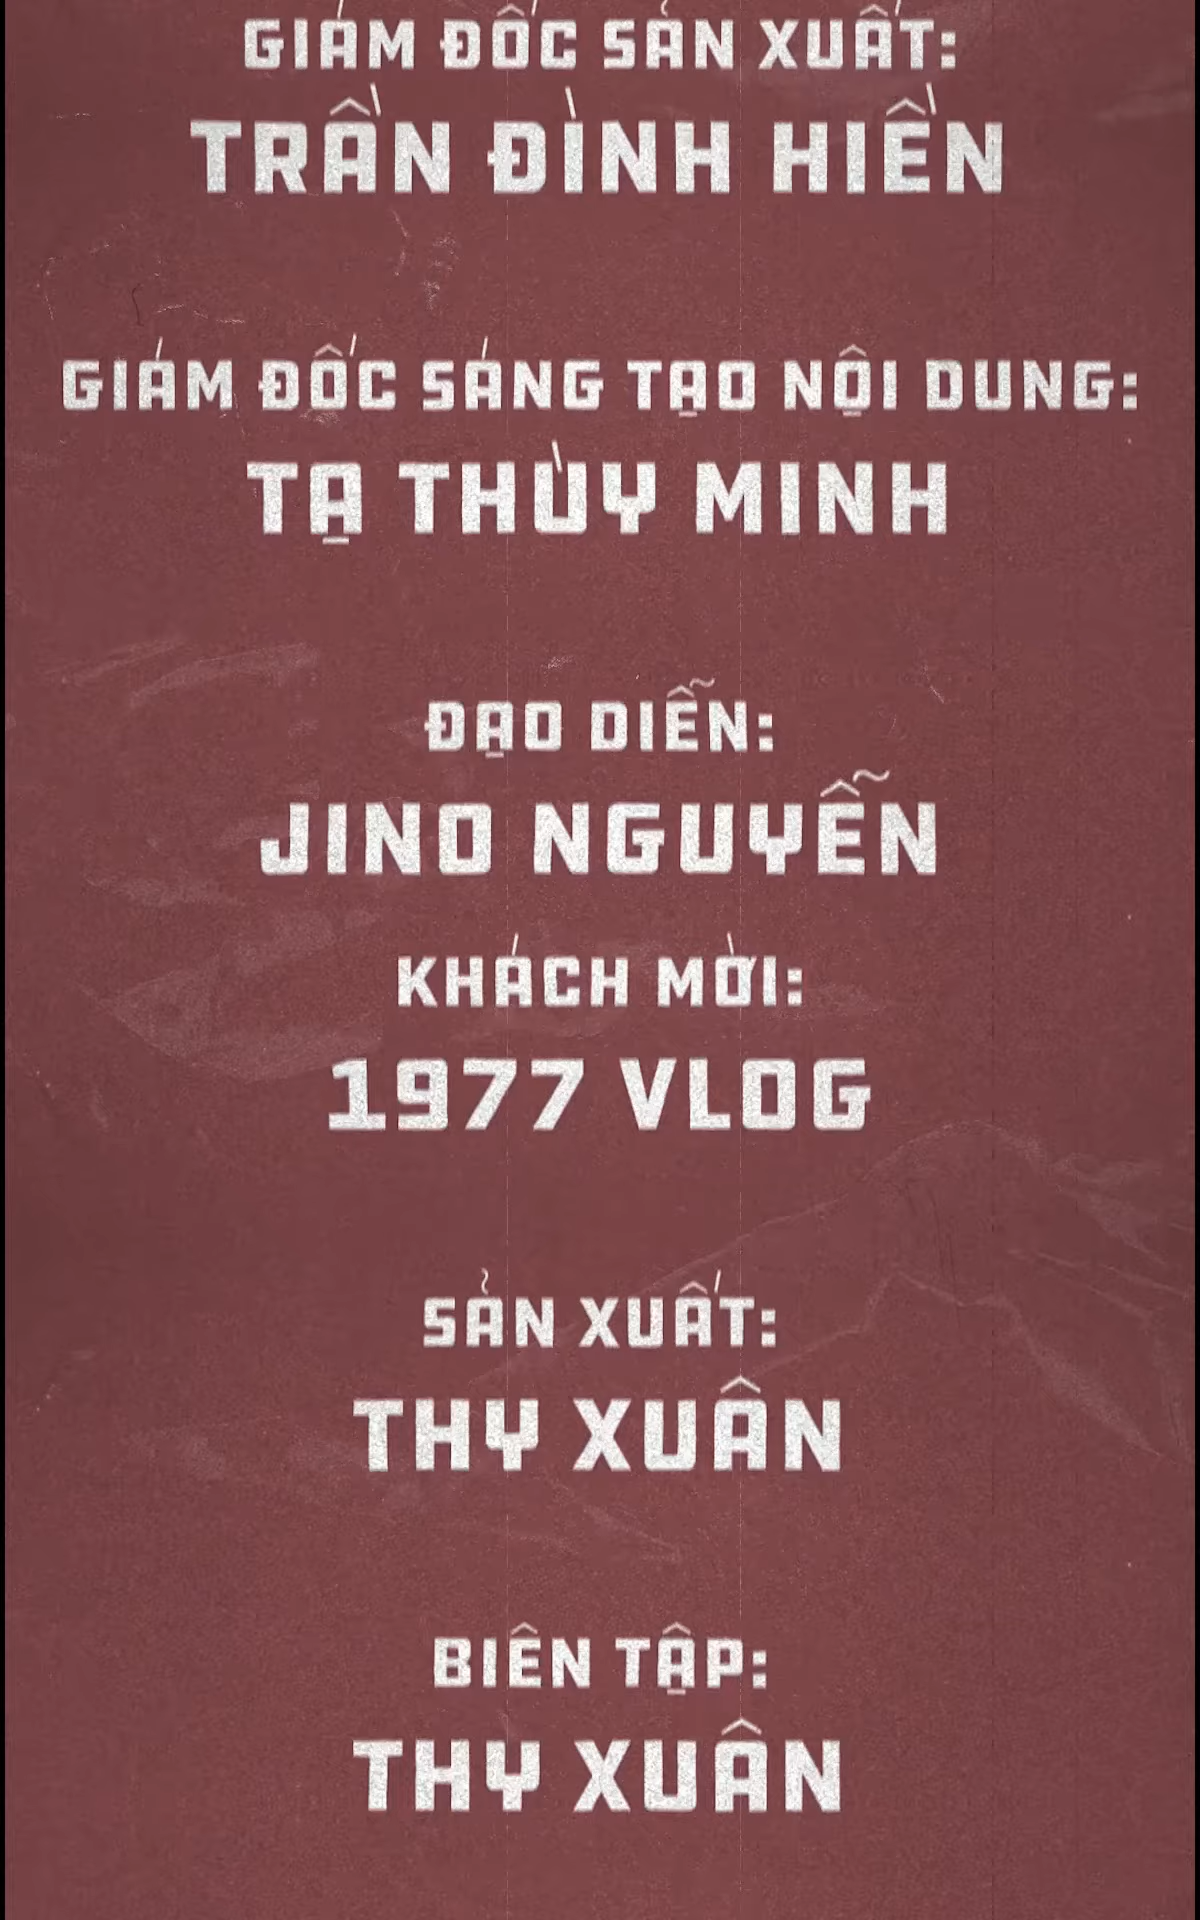 GIÁM ĐỐC SẢN XUẤT:
TRẦN ĐÌNH HIỀN
GIÁM ĐỐC SÁNG TẠO NỘI DUNG:
TẠ THÙY MINH
ĐẠO DIỄN:
JINO NGUYỄN
KHÁCH MỜI:
1977 VLOG
SẢN XUẤT:
THY XUÂN
BIÊN TẬP:
THY XUÂN